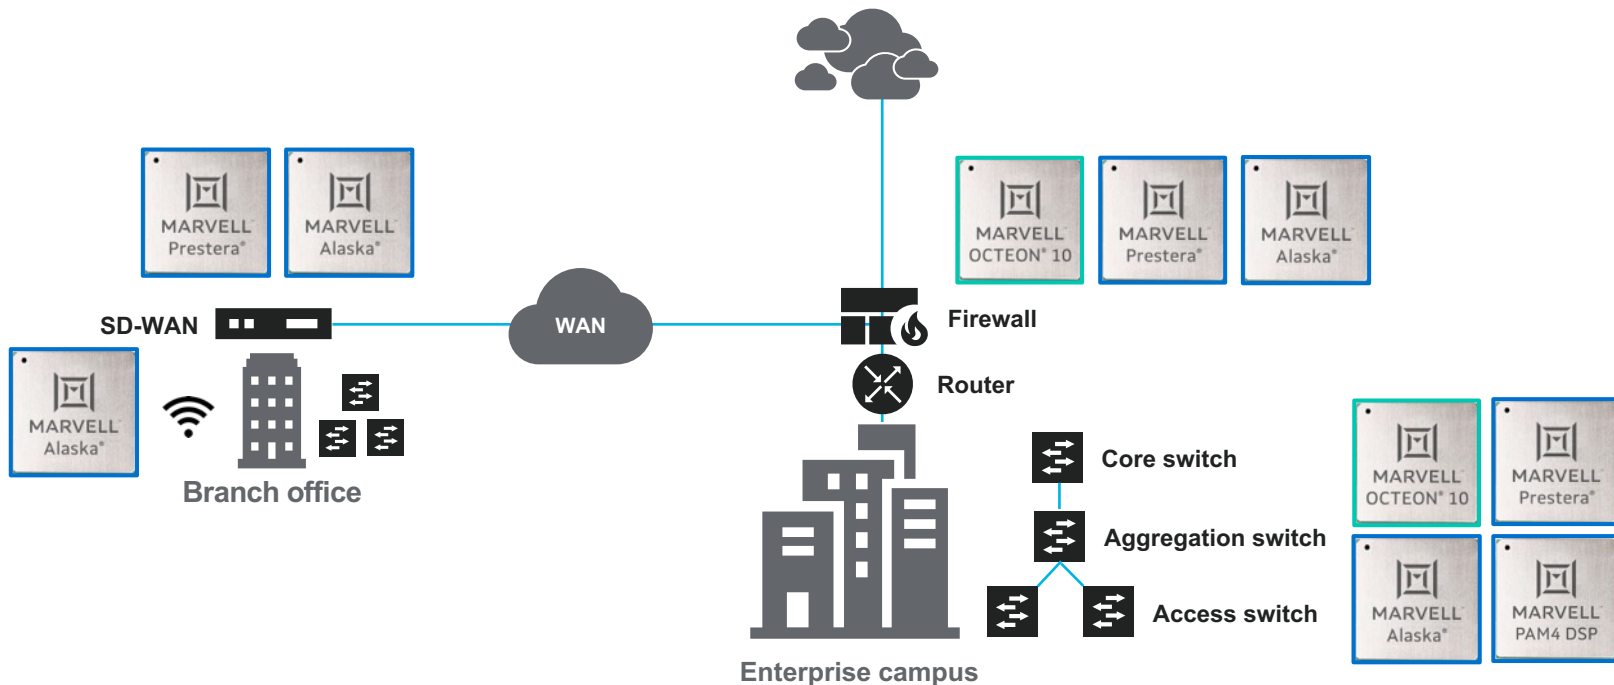 MARVELL
Prestera®
MARVELL
Alaska®
MARVELL
OCTEON® 10
MARVELL
Prestera®
MARVELL
Alaska®
SD-WAN
WAN
Firewall
MARVELL
Alaska®
Router
Branch office
Core switch
Aggregation switch
Access switch
MARVELL
OCTEON® 10
MARVELL
Prestera®
MARVELL
Alaska®
MARVELL
PAM4 DSP
Enterprise campus